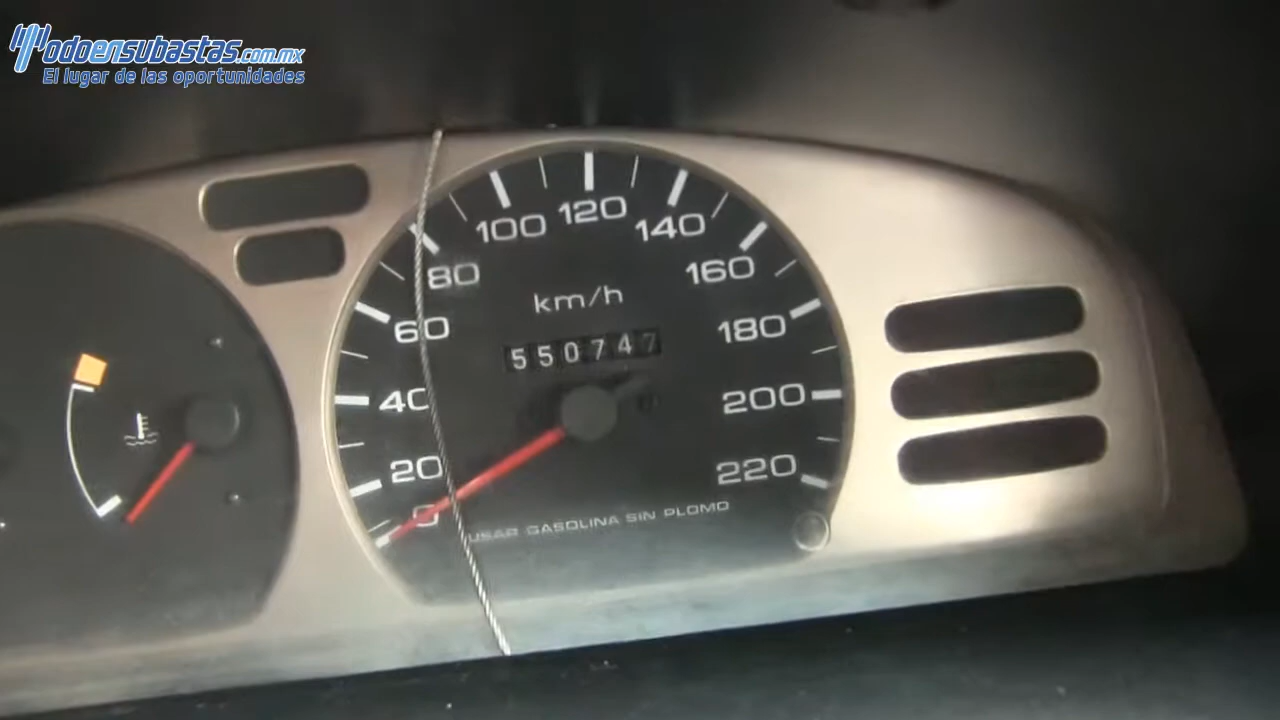 Todoensubastas.com.mx
El lugar de las oportunidades
100 120 140
80 160
km/h
60 180
550747
40 200
20 220
0
USAR GASOLINA SIN PLOMO